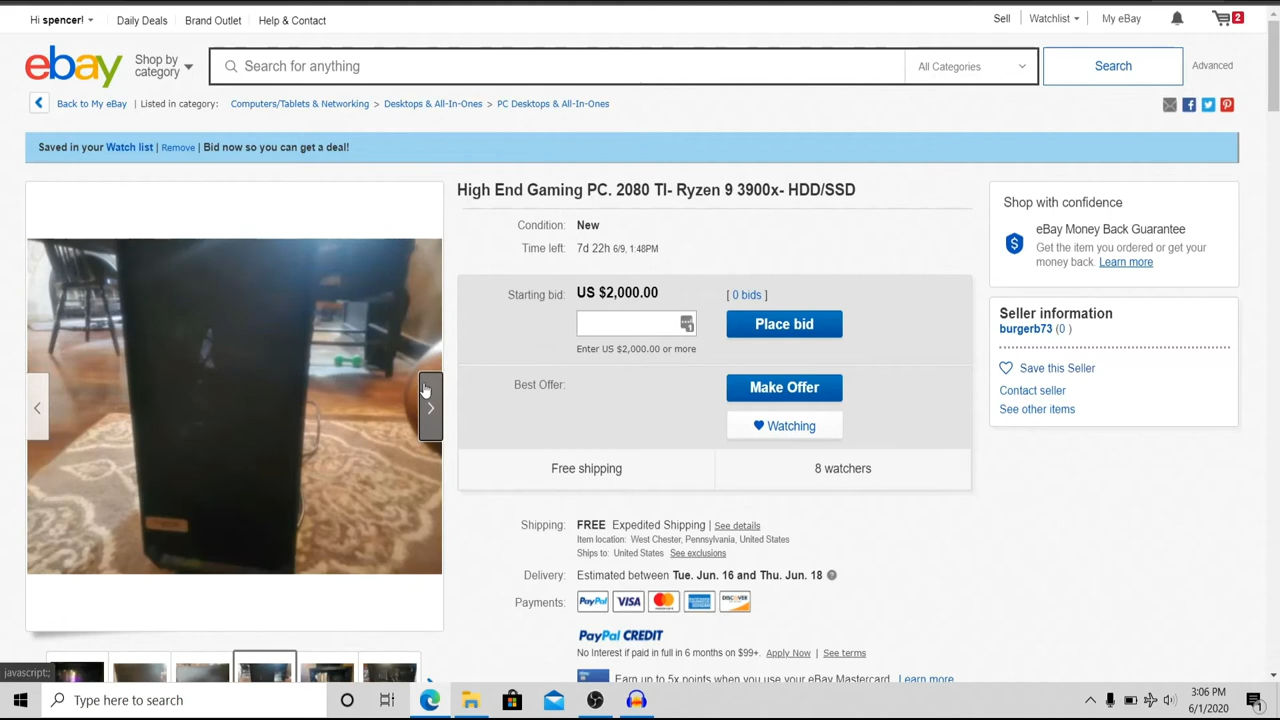 Hi spencer!
Daily Deals
Brand Outlet
Help & Contact
Sell
Watchlist
My eBay
2
ebay
Shop by category
Search for anything
All Categories
Search
Advanced
Back to My eBay | Listed in category: Computers/Tablets & Networking > Desktops & All-In-Ones > PC Desktops & All-In-Ones
Saved in your Watch list | Remove | Bid now so you can get a deal!
High End Gaming PC. 2080 TI- Ryzen 9 3900x- HDD/SSD
Condition: New
Time left: 7d 22h 6/9, 1:48PM
Starting bid: US $2,000.00 [ 0 bids ]
Place bid
Enter US $2,000.00 or more
Best Offer:
Make Offer
Watching
Free shipping
8 watchers
Shipping: FREE Expedited Shipping | See details
Item location: West Chester, Pennsylvania, United States
Ships to: United States See exclusions
Delivery: Estimated between Tue. Jun. 16 and Thu. Jun. 18
Payments: PayPal VISA MasterCard AMERICAN EXPRESS DISCOVER
PayPal CREDIT
No Interest if paid in full in 6 months on $99+. Apply Now | See terms
Earn up to 5x points when you use your eBay Mastercard. Learn more
Shop with confidence
eBay Money Back Guarantee
Get the item you ordered or get your
money back. Learn more
Seller information
burgerb73 (0 )
Save this Seller
Contact seller
See other items
javascript:;
Type here to search
3:06 PM
6/1/2020
1